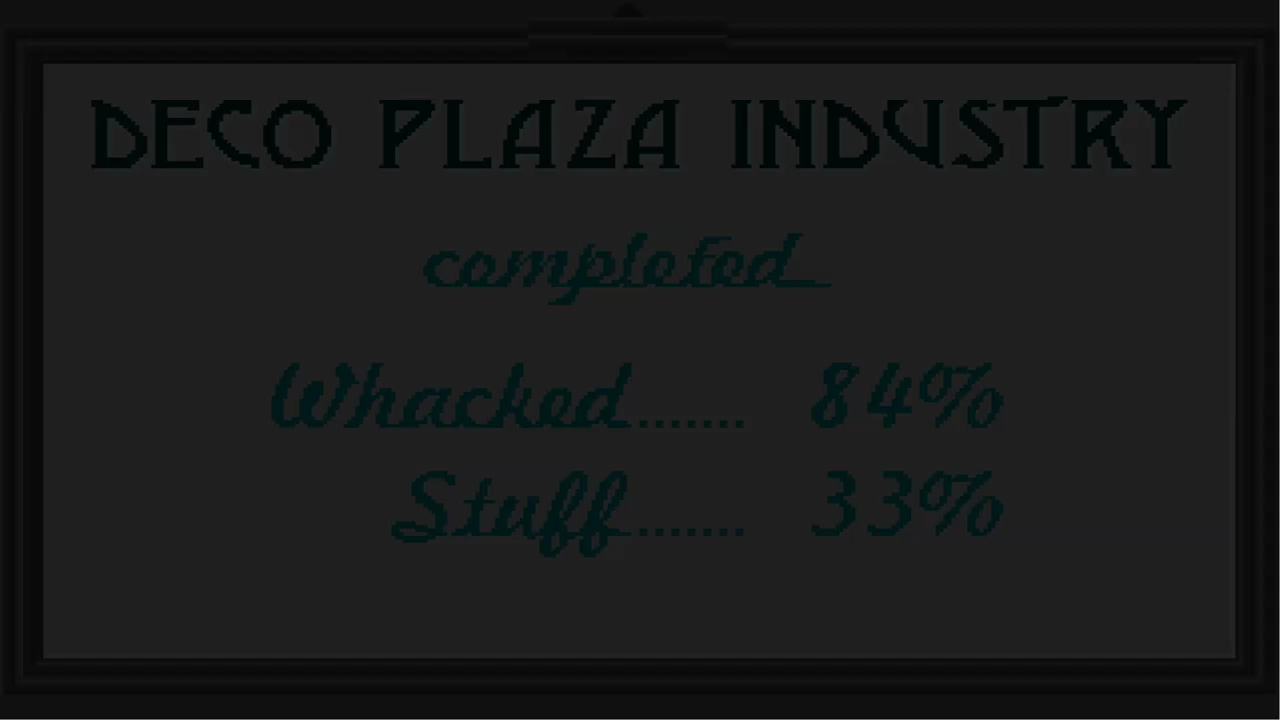 DECO PLAZA INDUSTRY
completed
Whacked....... 84%
Stuff....... 33%